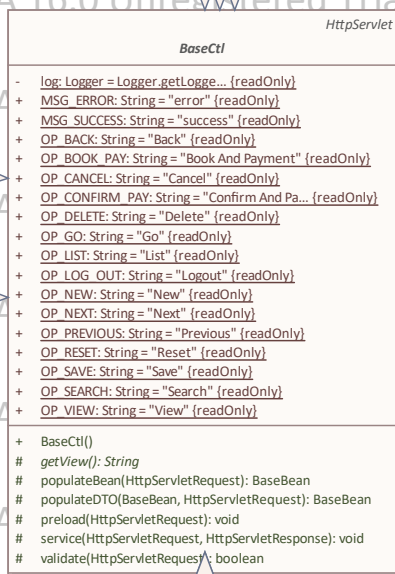 A 16.0 Unregistered Tria
HttpServlet
BaseCtl
- log: Logger = Logger.getLogge... {readOnly}
+ MSG_ERROR: String = "error" {readOnly}
+ MSG_SUCCESS: String = "success" {readOnly}
+ OP_BACK: String = "Back" {readOnly}
+ OP_BOOK_PAY: String = "Book And Payment" {readOnly}
+ OP_CANCEL: String = "Cancel" {readOnly}
+ OP_CONFIRM_PAY: String = "Confirm And Pa... {readOnly}
+ OP_DELETE: String = "Delete" {readOnly}
+ OP_GO: String = "Go" {readOnly}
+ OP_LIST: String = "List" {readOnly}
+ OP_LOG_OUT: String = "Logout" {readOnly}
+ OP_NEW: String = "New" {readOnly}
+ OP_NEXT: String = "Next" {readOnly}
+ OP_PREVIOUS: String = "Previous" {readOnly}
+ OP_RESET: String = "Reset" {readOnly}
+ OP_SAVE: String = "Save" {readOnly}
+ OP_SEARCH: String = "Search" {readOnly}
+ OP_VIEW: String = "View" {readOnly}
+ BaseCtl()
# getView(): String
# populateBean(HttpServletRequest): BaseBean
# populateDTO(BaseBean, HttpServletRequest): BaseBean
# preload(HttpServletRequest): void
# service(HttpServletRequest, HttpServletResponse): void
# validate(HttpServletRequest): boolean